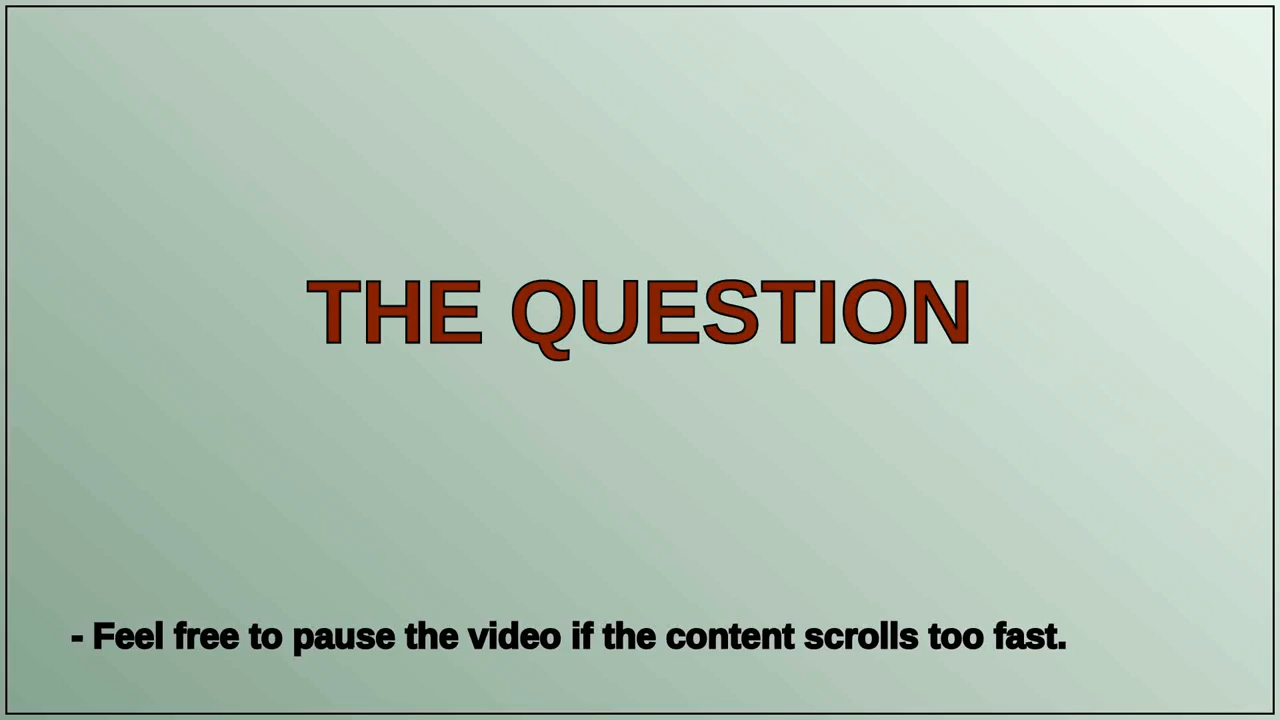 THE QUESTION
- Feel free to pause the video if the content scrolls too fast.